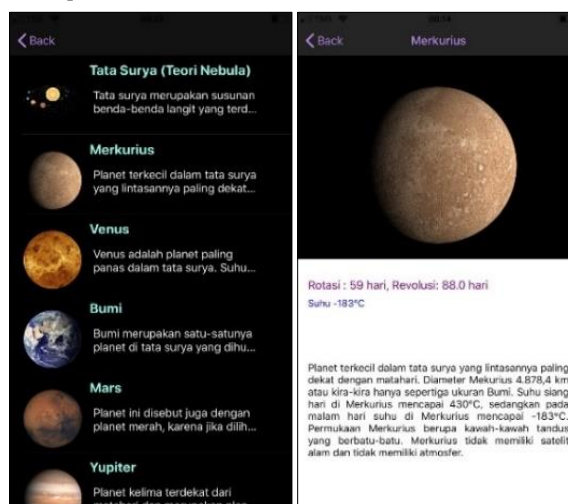 Back
Tata Surya (Teori Nebula)
Tata surya merupakan susunan
benda-benda langit yang terd...
Merkurius
Planet terkecil dalam tata surya
yang lintasannya paling dekat...
Venus
Venus adalah planet paling
panas dalam tata surya. Suhu...
Bumi
Bumi merupakan satu-satunya
planet di tata surya yang dihu...
Mars
Planet ini disebut juga dengan
planet merah, karena jika dilih...
Yupiter
Planet kelima terdekat dari
Back
Merkurius
Rotasi : 59 hari, Revolusi: 88.0 hari
Suhu -183°C
Planet terkecil dalam tata surya yang lintasannya paling
dekat dengan matahari. Diameter Mekurius 4.878,4 km
atau kira-kira hanya sepertiga ukuran Bumi. Suhu siang
hari di Merkurius mencapai 430°C, sedangkan pada
malam hari suhu di Merkurius mencapai -183°C.
Permukaan Merkurius berupa kawah-kawah tandus
yang berbatu-batu. Merkurius tidak memiliki satelit
alam dan tidak memiliki atmosfer.